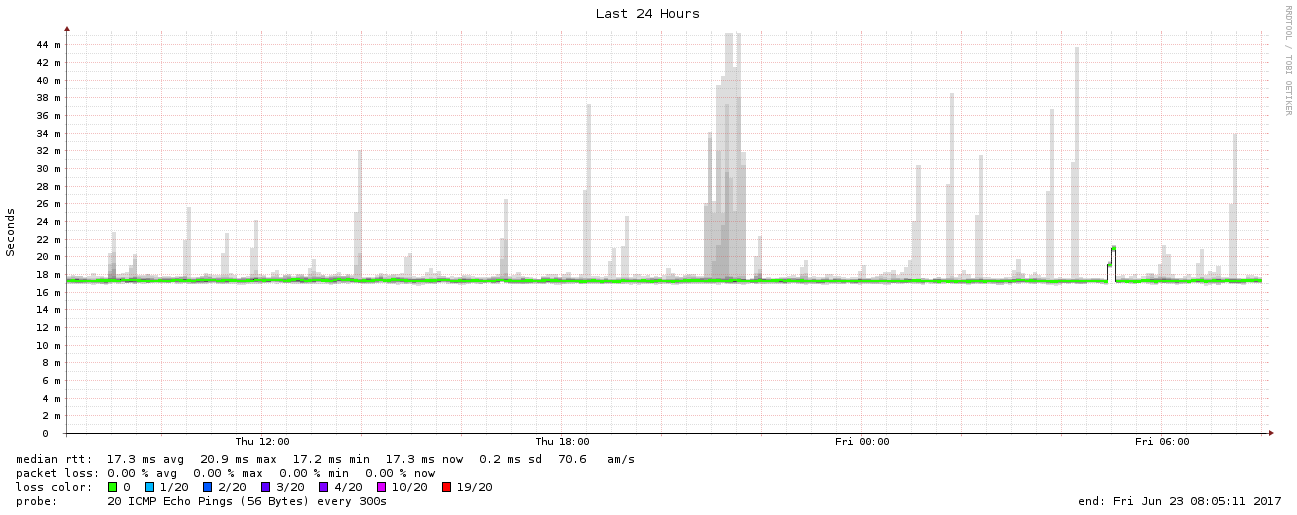 Last 24 Hours
RRDTOOL / TOBI OETIKER
Seconds
44 m
42 m
40 m
38 m
36 m
34 m
32 m
30 m
28 m
26 m
24 m
22 m
20 m
18 m
16 m
14 m
12 m
10 m
8 m
6 m
4 m
2 m
0
Thu 12:00 Thu 18:00 Fri 00:00 Fri 06:00
median rtt: 17.3 ms avg 20.9 ms max 17.2 ms min 17.3 ms now 0.2 ms sd 70.6 am/s
packet loss: 0.00 % avg 0.00 % max 0.00 % min 0.00 % now
loss color: 0 1/20 2/20 3/20 4/20 10/20 19/20
probe: 20 ICMP Echo Pings (56 Bytes) every 300s end: Fri Jun 23 08:05:11 2017